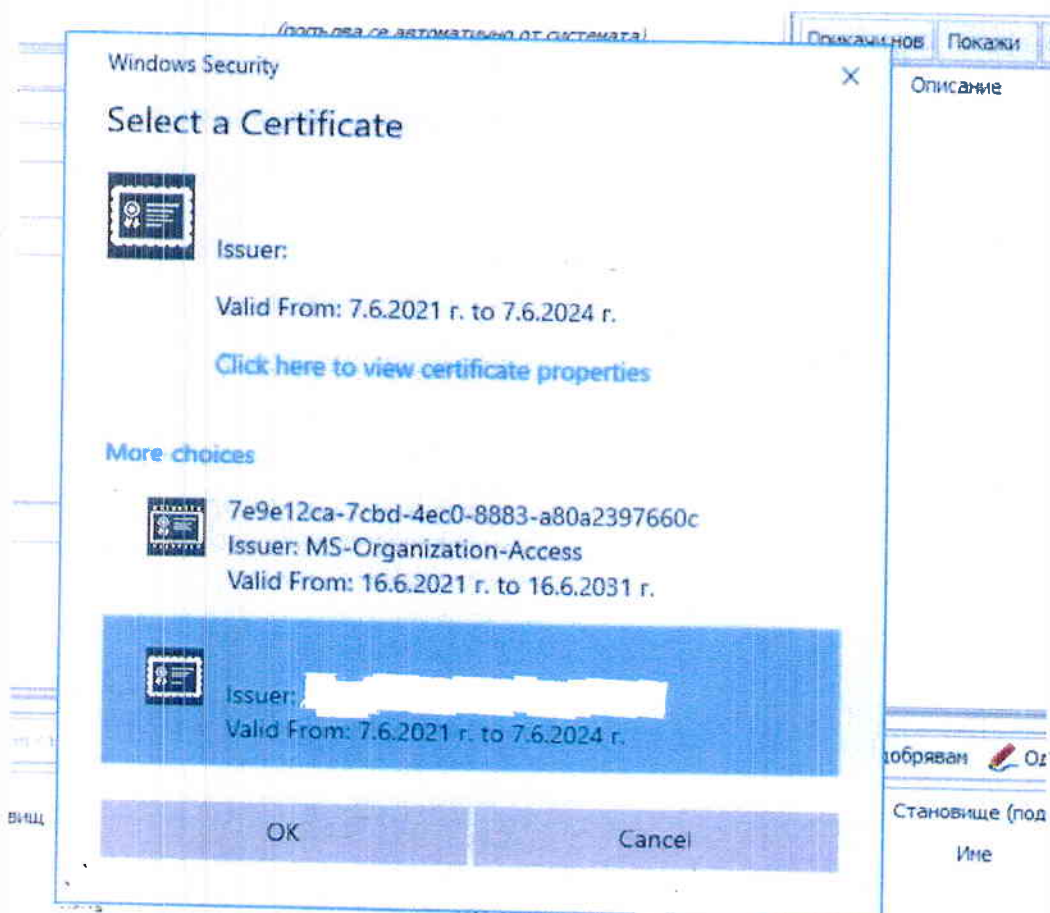 (попълва се автоматично от системата)
Прикачи нов
Покажи
Описание
Windows Security
Select a Certificate
Issuer:
Valid From: 7.6.2021 г. to 7.6.2024 г.
Click here to view certificate properties
More choices
7e9e12ca-7cbd-4ec0-8883-a80a2397660c
Issuer: MS-Organization-Access
Valid From: 16.6.2021 г. to 16.6.2031 г.
Issuer:
Valid From: 7.6.2021 г. to 7.6.2024 г.
добрявам
OK
Cancel
вищ
Становище (под
Име